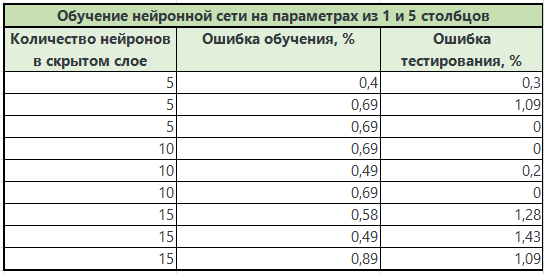 Обучение нейронной сети на параметрах из 1 и 5 столбцов
Количество нейронов в скрытом слое Ошибка обучения, % Ошибка тестирования, %
5 0,4 0,3
5 0,69 1,09
5 0,69 0
10 0,69 0
10 0,49 0,2
10 0,69 0
15 0,58 1,28
15 0,49 1,43
15 0,89 1,09